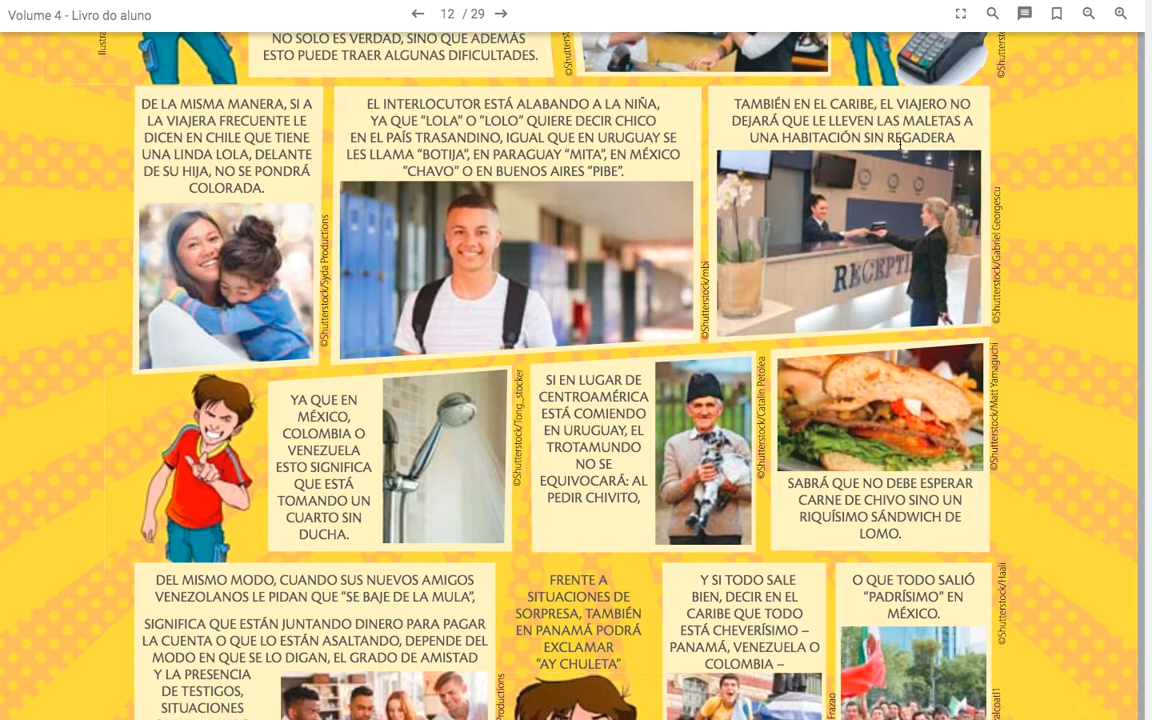 Volume 4 - Livro do aluno
12 / 29
Ilustra
NO SOLO ES VERDAD, SINO QUE ADEMÁS
ESTO PUEDE TRAER ALGUNAS DIFICULTADES.
©Shutterst
©Shutterst
DE LA MISMA MANERA, SI A
LA VIAJERA FRECUENTE LE
DICEN EN CHILE QUE TIENE
UNA LINDA LOLA, DELANTE
DE SU HIJA, NO SE PONDRÁ
COLORADA.
©Shutterstock/Syda Productions
EL INTERLOCUTOR ESTÁ ALABANDO A LA NIÑA,
YA QUE “LOLA” O “LOLO” QUIERE DECIR CHICO
EN EL PAÍS TRASANDINO, IGUAL QUE EN URUGUAY SE
LES LLAMA “BOTIJA”, EN PARAGUAY “MITA”, EN MÉXICO
“CHAVO” O EN BUENOS AIRES “PIBE”.
©Shutterstock/mbi
TAMBIÉN EN EL CARIBE, EL VIAJERO NO
DEJARÁ QUE LE LLEVEN LAS MALETAS A
UNA HABITACIÓN SIN REGADERA
RECEPTI
©Shutterstock/Gabriel Georgescu
YA QUE EN
MÉXICO,
COLOMBIA O
VENEZUELA
ESTO SIGNIFICA
QUE ESTÁ
TOMANDO UN
CUARTO SIN
DUCHA.
©Shutterstock/Tong_stocker
SI EN LUGAR DE
CENTROAMÉRICA
ESTÁ COMIENDO
EN URUGUAY, EL
TROTAMUNDO
NO SE
EQUIVOCARÁ: AL
PEDIR CHIVITO,
©Shutterstock/Catalin Petolea
SABRÁ QUE NO DEBE ESPERAR
CARNE DE CHIVO SINO UN
RIQUÍSIMO SÁNDWICH DE
LOMO.
©Shutterstock/Matt Yamaguchi
DEL MISMO MODO, CUANDO SUS NUEVOS AMIGOS
VENEZOLANOS LE PIDAN QUE “SE BAJE DE LA MULA”,
SIGNIFICA QUE ESTÁN JUNTANDO DINERO PARA PAGAR
LA CUENTA O QUE LO ESTÁN ASALTANDO, DEPENDE DEL
MODO EN QUE SE LO DIGAN, EL GRADO DE AMISTAD
Y LA PRESENCIA
DE TESTIGOS,
SITUACIONES
Productions
FRENTE A
SITUACIONES DE
SORPRESA, TAMBIÉN
EN PANAMÁ PODRÁ
EXCLAMAR
“AY CHULETA”
Y SI TODO SALE
BIEN, DECIR EN EL
CARIBE QUE TODO
ESTÁ CHEVERÍSIMO –
PANAMÁ, VENEZUELA O
COLOMBIA –
Frazao
O QUE TODO SALIÓ
“PADRÍSIMO” EN
MÉXICO.
©Shutterstock/Haali